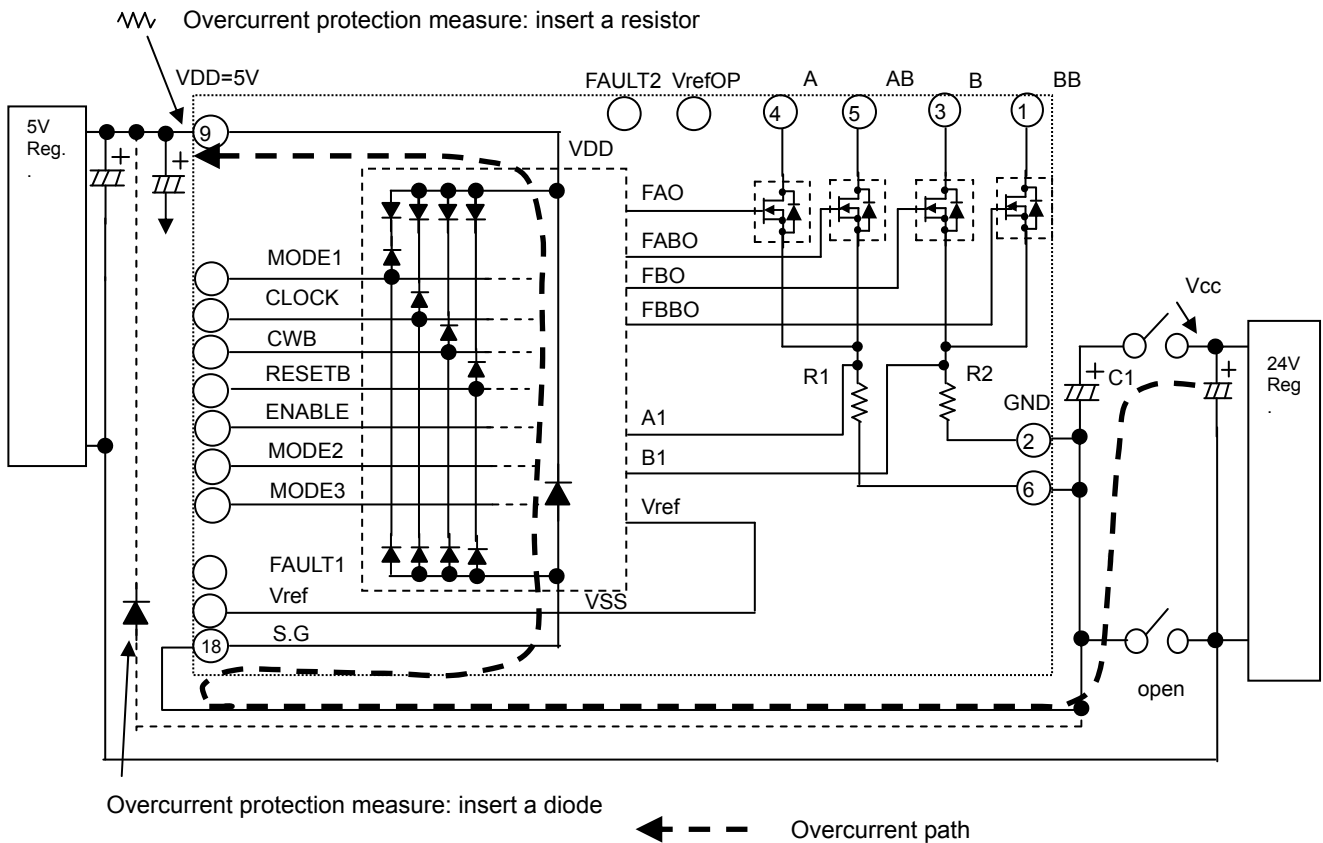 Overcurrent protection measure: insert a resistor
VDD=5V
FAULT2 VrefOP A AB B BB
5V
Reg.
.
9
4 5 3 1
VDD
FAO
FABO
FBO
FBBO
MODE1
CLOCK
CWB
RESETB
ENABLE
MODE2
MODE3
FAULT1
Vref
S.G
18
VSS
A1
B1
Vref
R1
R2
GND
2
6
+
+
+
C1
+
Vcc
24V
Reg
.
open
Overcurrent protection measure: insert a diode
Overcurrent path